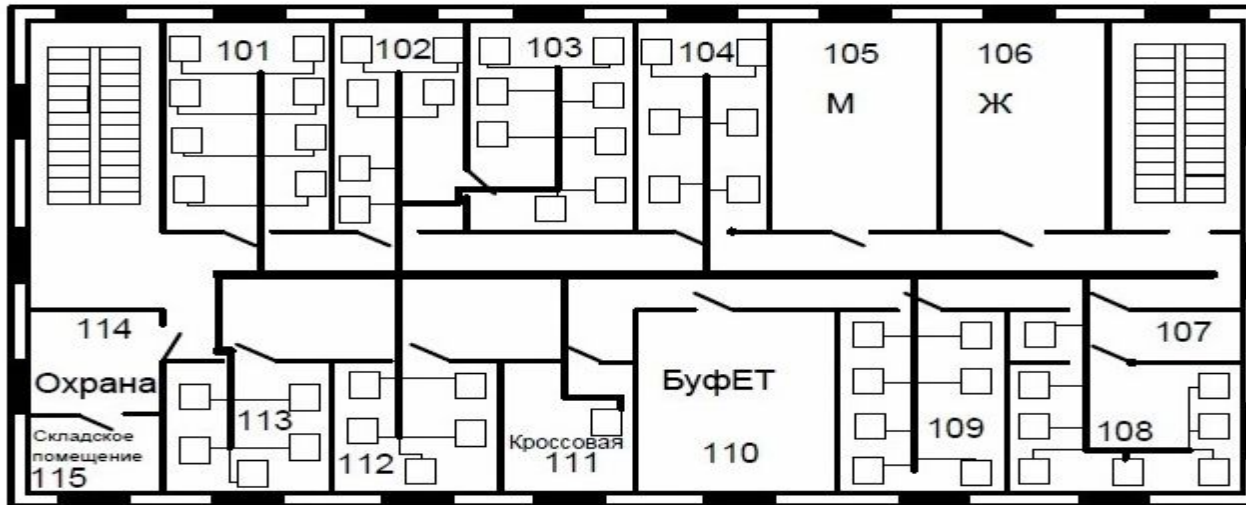 101
102
103
104
105
М
106
Ж
114
Охрана
Складское
помещение
115
113
112
Кроссовая
111
БуфЕТ
110
109
107
108